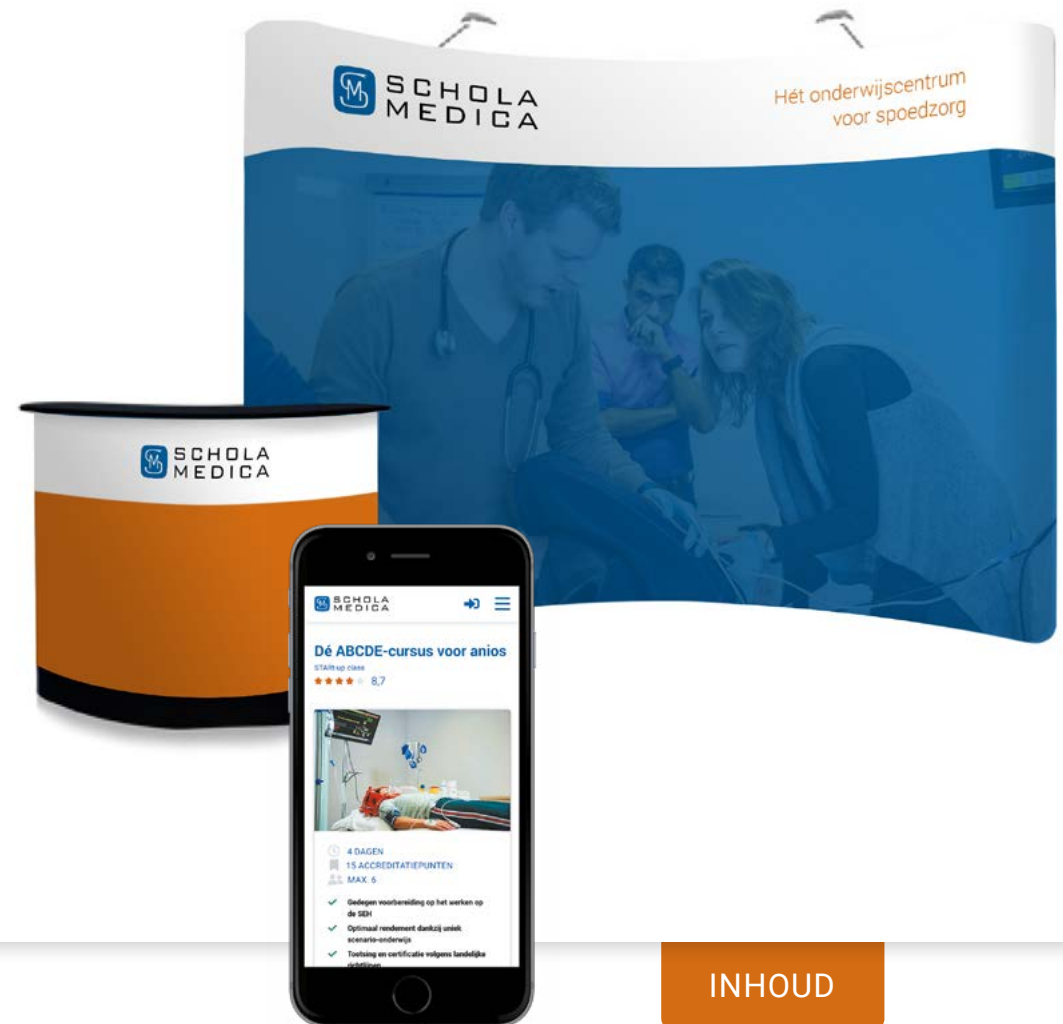 SCHOLA
MEDICA
Hét onderwijscentrum
voor spoedzorg
SCHOLA
MEDICA
SCHOLA
MEDICA
Dé ABCDE-cursus voor anios
STARt-up class
8,7
4 DAGEN
15 ACCREDITATIEPUNTEN
MAX. 6
Gedegen voorbereiding op het werken op
de SEH
Optimaal rendement dankzij uniek
scenario-onderwijs
Toetsing en certificatie volgens landelijke
richtlijnen
INHOUD